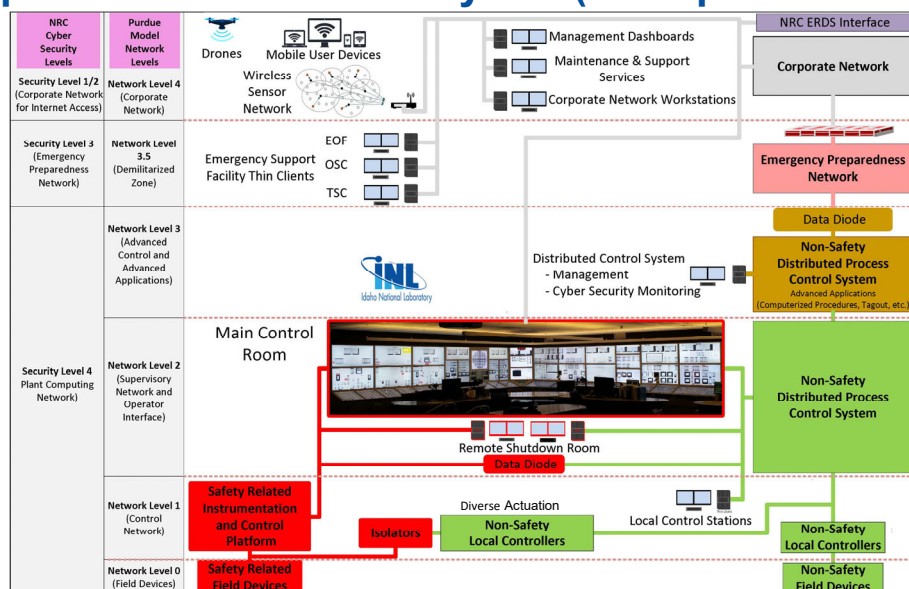 NRC
Cyber
Security
Levels
Purdue
Model
Network
Levels
Security Level 1/2
(Corporate Network
for Internet Access)
Network Level 4
(Corporate
Network)
Drones
Mobile User Devices
Wireless
Sensor
Network
Management Dashboards
Maintenance & Support
Services
Corporate Network Workstations
NRC ERDS Interface
Corporate Network
Security Level 3
(Emergency
Preparedness
Network)
Network Level
3.5
(Demilitarized
Zone)
Emergency Support
Facility Thin Clients
EOF
OSC
TSC
Emergency Preparedness
Network
Data Diode
Network Level 3
(Advanced
Control and
Advanced
Applications)
INL
Idaho National Laboratory
Distributed Control System
- Management
- Cyber Security Monitoring
Non-Safety
Distributed Process
Control System
Advanced Applications
(Computerized Procedures, Tagout, etc.)
Security Level 4
Plant Computing
Network)
Network Level 2
(Supervisory
Network and
Operator
Interface)
Main Control
Room
Non-Safety
Distributed Process
Control System
Remote Shutdown Room
Data Diode
Network Level 1
(Control
Network)
Safety Related
Instrumentation
and Control
Platform
Isolators
Diverse Actuation
Non-Safety
Local Controllers
Local Control Stations
Non-Safety
Local Controllers
Network Level 0
(Field Devices)
Safety Related
Field Devices
Non-Safety
Field Devices